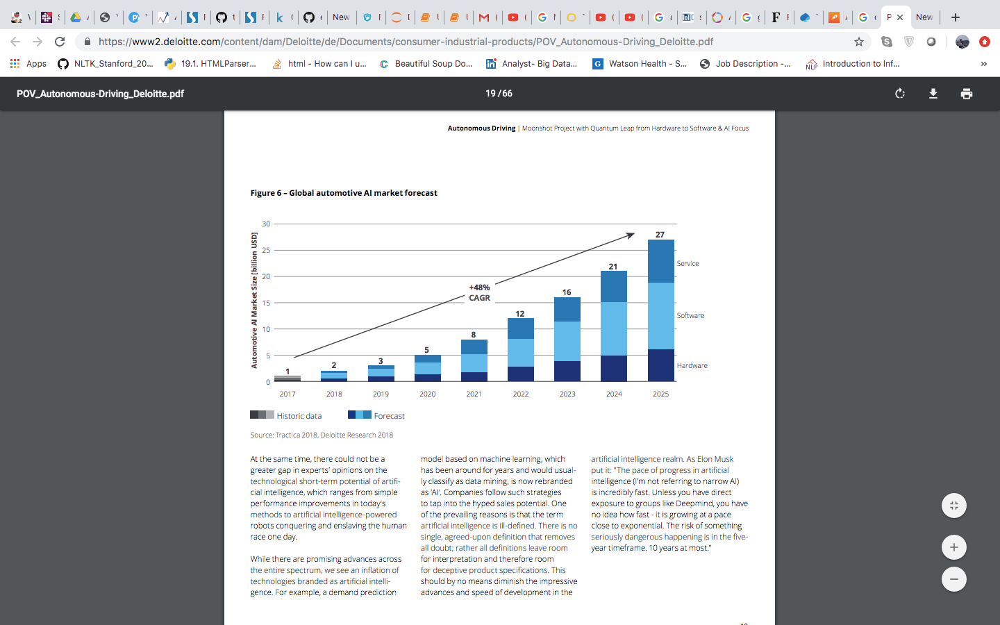 New
New
https://www2.deloitte.com/content/dam/Deloitte/de/Documents/consumer-industrial-products/POV_Autonomous-Driving_Deloitte.pdf
Apps NLTK_Stanford_20... 19.1. HTMLParser... html - How can I u... Beautiful Soup Do... Analyst- Big Data... Watson Health - S... Job Description -... Introduction to Inf... »
POV_Autonomous-Driving_Deloitte.pdf 19 / 66
Autonomous Driving | Moonshot Project with Quantum Leap from Hardware to Software & AI Focus
Figure 6 – Global automotive AI market forecast
Automotive AI Market Size [billion USD]
30
25
20
15
10
5
0
+48%
CAGR
1 2 3 5 8 12 16 21 27
Service
Software
Hardware
2017 2018 2019 2020 2021 2022 2023 2024 2025
Historic data Forecast
Source: Tractica 2018, Deloitte Research 2018
At the same time, there could not be a
greater gap in experts' opinions on the
technological short-term potential of artifi-
cial intelligence, which ranges from simple
performance improvements in today's
methods to artificial intelligence-powered
robots conquering and enslaving the human
race one day.
While there are promising advances across
the entire spectrum, we see an inflation of
technologies branded as artificial intelli-
gence. For example, a demand prediction
model based on machine learning, which
has been around for years and would usual-
ly classify as data mining, is now rebranded
as 'AI'. Companies follow such strategies
to tap into the hyped sales potential. One
of the prevailing reasons is that the term
artificial intelligence is ill-defined. There is no
single, agreed-upon definition that removes
all doubt; rather all definitions leave room
for interpretation and therefore room
for deceptive product specifications. This
should by no means diminish the impressive
advances and speed of development in the
artificial intelligence realm. As Elon Musk
put it: "The pace of progress in artificial
intelligence (I'm not referring to narrow AI)
is incredibly fast. Unless you have direct
exposure to groups like Deepmind, you have
no idea how fast - it is growing at a pace
close to exponential. The risk of something
seriously dangerous happening is in the five-
year timeframe. 10 years at most."